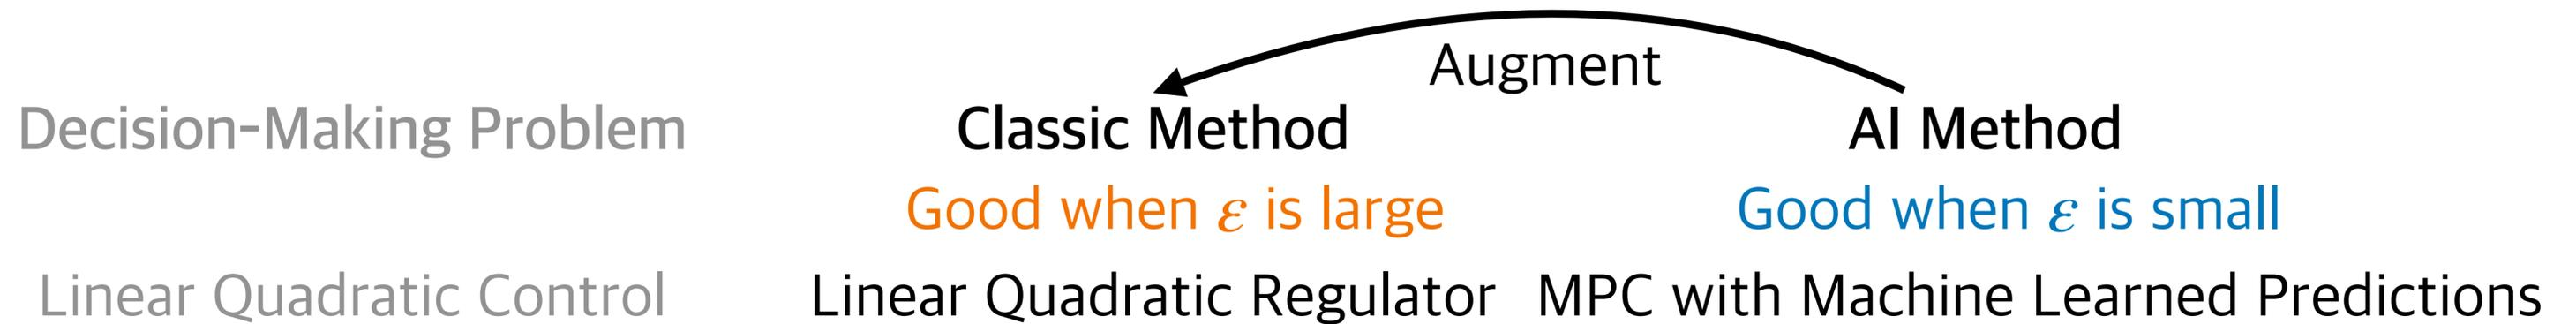 Augment
Decision-Making Problem Classic Method AI Method
Good when ε is large Good when ε is small
Linear Quadratic Control Linear Quadratic Regulator MPC with Machine Learned Predictions